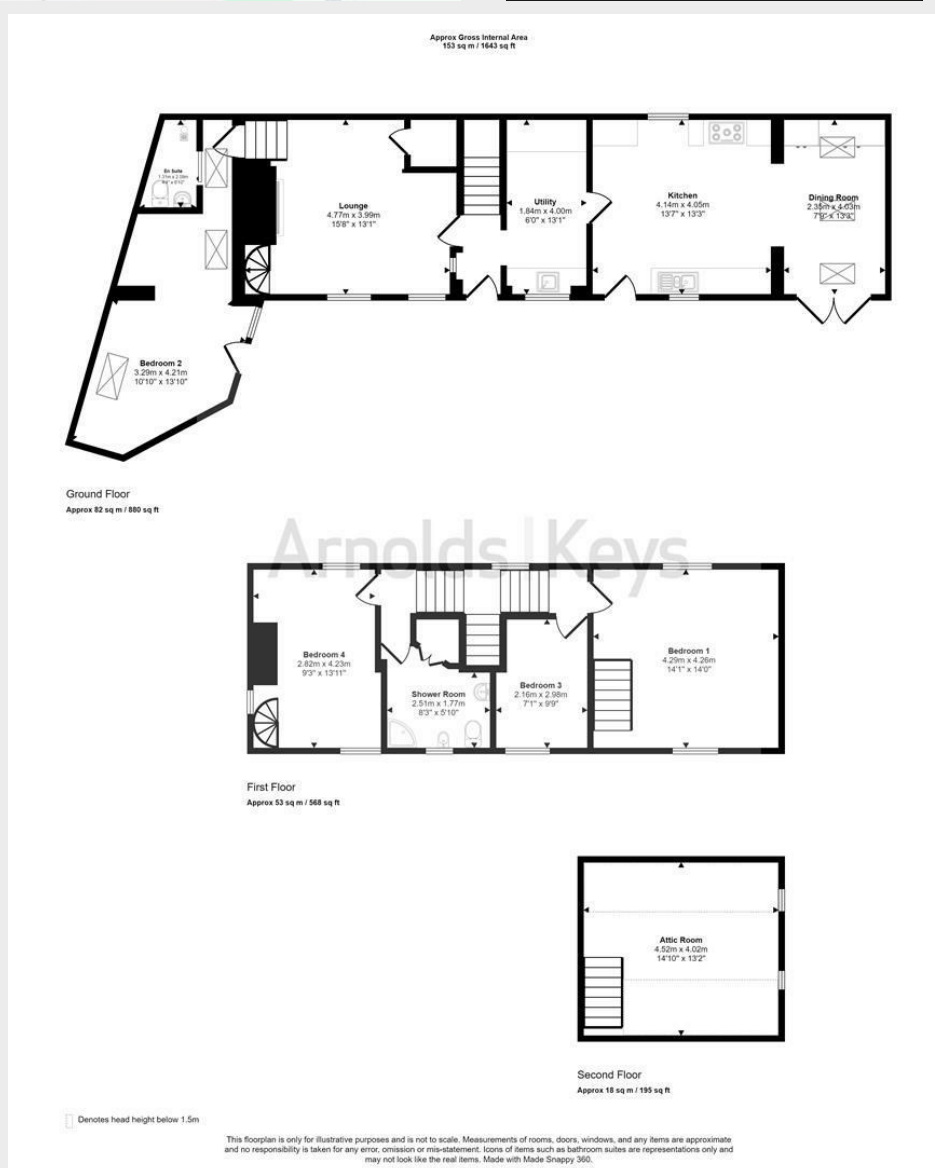 Approx Gross Internal Area
153 sq m / 1643 sq ft
En suite
Lounge
4.77m x 3.99m
15'8" x 13'1"
Utility
1.84m x 4.00m
6'0" x 13'1"
Kitchen
4.14m x 4.05m
13'7" x 13'3"
Dining Room
2.35m x 4.03m
Bedroom 2
3.29m x 4.21m
10'10" x 13'10"
Ground Floor
Approx 82 sq m / 880 sq ft
Arnolds | Keys
Bedroom 4
2.82m x 4.23m
9'3" x 13'11"
Shower Room
2.51m x 1.77m
8'3" x 5'10"
Bedroom 3
2.16m x 2.98m
7'1" x 9'9"
Bedroom 1
4.29m x 4.26m
14'1" x 14'0"
First Floor
Approx 53 sq m / 568 sq ft
Attic Room
4.52m x 4.02m
14'10" x 13'2"
Second Floor
Approx 18 sq m / 195 sq ft
Denotes head height below 1.5m
This floorplan is only for illustrative purposes and is not to scale. Measurements of rooms, doors, windows, and any items are approximate
and no responsibility is taken for any error, omission or mis-statement. Icons of items such as bathroom suites are representations only and
may not look like the real items. Made with Made Snappy 360.